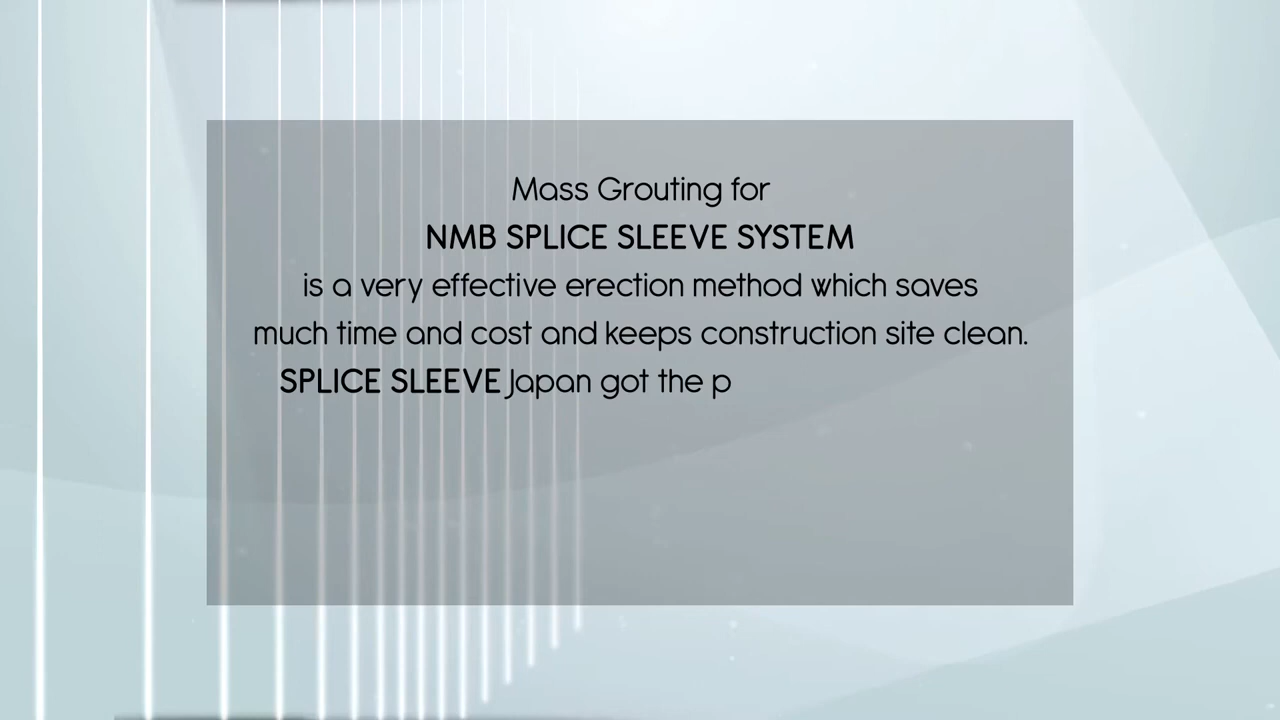 Mass Grouting for
NMB SPLICE SLEEVE SYSTEM
is a very effective erection method which saves
much time and cost and keeps construction site clean.
SPLICE SLEEVE Japan got the p